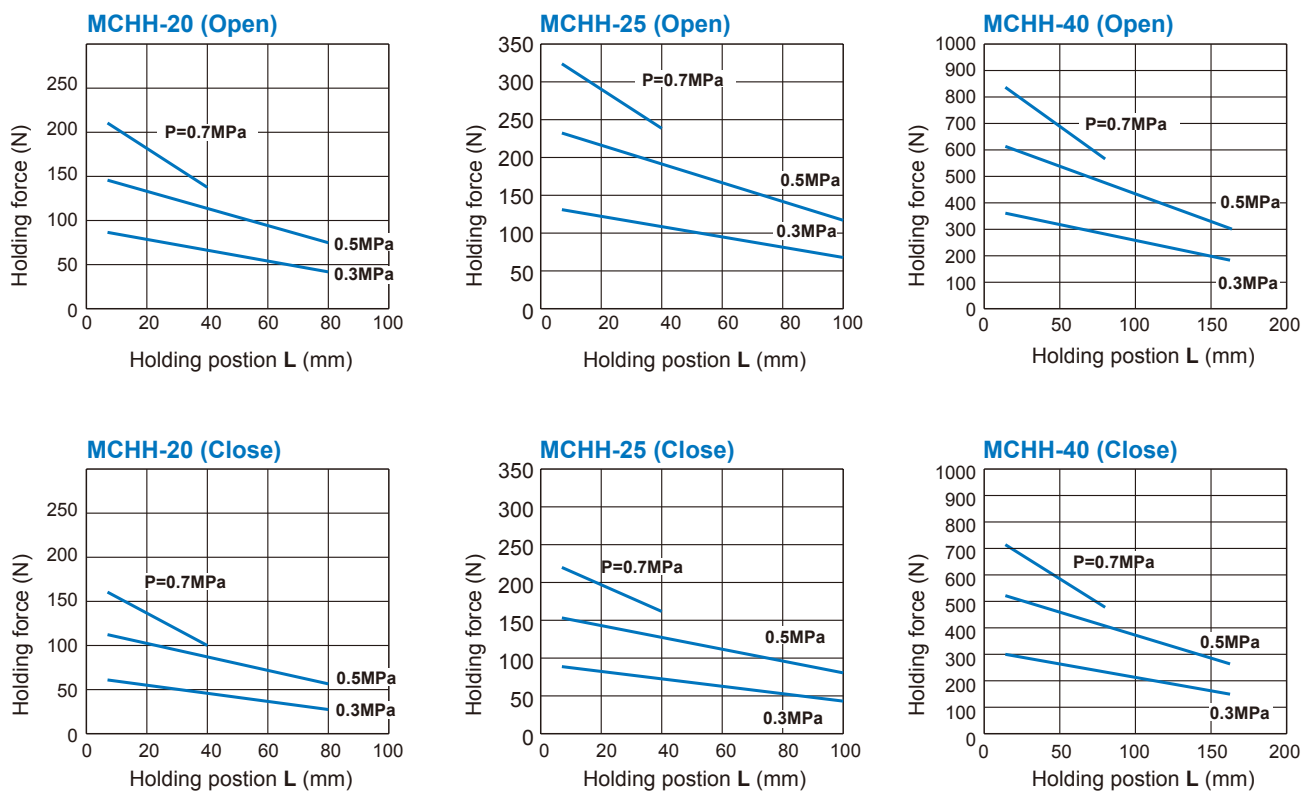 MCHH-20 (Open)
Holding force (N)
250
200
150
100
50
0
P=0.7MPa
0.5MPa
0.3MPa
0 20 40 60 80 100
Holding postion L (mm)
MCHH-25 (Open)
Holding force (N)
350
300
250
200
150
100
50
0
P=0.7MPa
0.5MPa
0.3MPa
0 20 40 60 80 100
Holding postion L (mm)
MCHH-40 (Open)
Holding force (N)
1000
900
800
700
600
500
400
300
200
100
0
P=0.7MPa
0.5MPa
0.3MPa
0 50 100 150 200
Holding postion L (mm)
MCHH-20 (Close)
Holding force (N)
250
200
150
100
50
0
P=0.7MPa
0.5MPa
0.3MPa
0 20 40 60 80 100
Holding postion L (mm)
MCHH-25 (Close)
Holding force (N)
350
300
250
200
150
100
50
0
P=0.7MPa
0.5MPa
0.3MPa
0 20 40 60 80 100
Holding postion L (mm)
MCHH-40 (Close)
Holding force (N)
1000
900
800
700
600
500
400
300
200
100
0
P=0.7MPa
0.5MPa
0.3MPa
0 50 100 150 200
Holding postion L (mm)